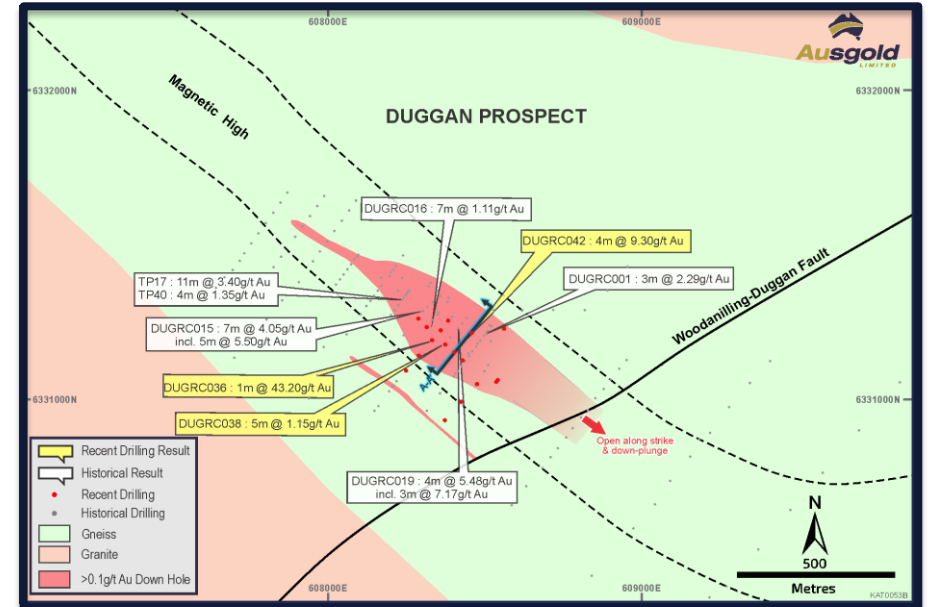 608000E
609000E
Ausgold
LIMITED
6332000N
6332000N
Magnetic High
DUGGAN PROSPECT
DUGRC016 : 7m @ 1.11g/t Au
DUGRC042 : 4m @ 9.30g/t Au
DUGRC001 : 3m @ 2.29g/t Au
TP17 : 11m @ 3.40g/t Au
TP40 : 4m @ 1.35g/t Au
Woodanilling-Duggan Fault
DUGRC015 : 7m @ 4.05g/t Au
incl. 5m @ 5.50g/t Au
DUGRC036 : 1m @ 43.20g/t Au
6331000N
6331000N
DUGRC038 : 5m @ 1.15g/t Au
Open along strike
& down-plunge
DUGRC019 : 4m @ 5.48g/t Au
incl. 3m @ 7.17g/t Au
Recent Drilling Result
Historical Result
Recent Drilling
Historical Drilling
Gneiss
Granite
>0.1g/t Au Down Hole
N
500
Metres
608000E
609000E
KAT0053B